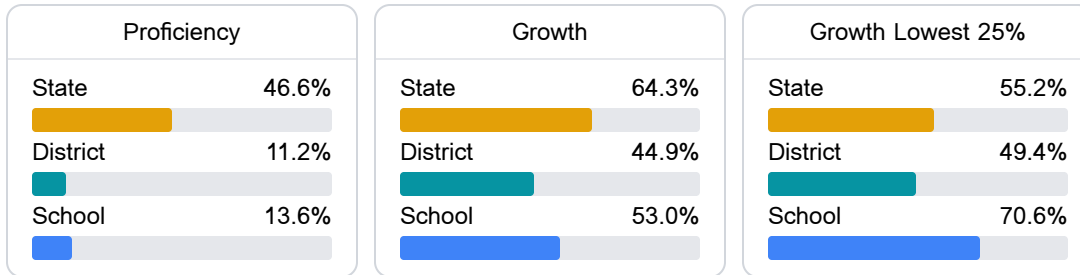 Proficiency
State 46.6%
District 11.2%
School 13.6%
Growth
State 64.3%
District 44.9%
School 53.0%
Growth Lowest 25%
State 55.2%
District 49.4%
School 70.6%